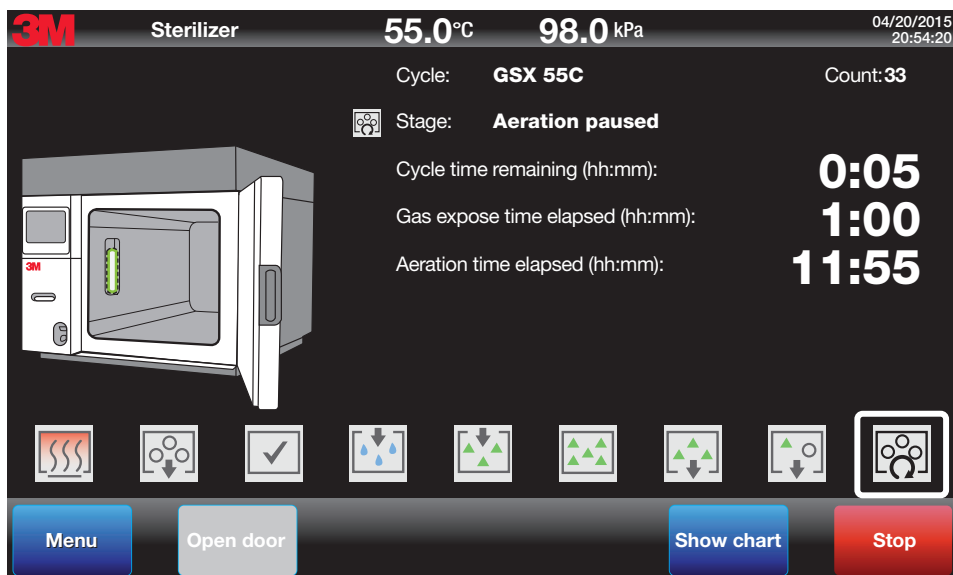 3M Sterilizer 55.0°C 98.0 kPa 04/20/2015
20:54:20
Cycle: GSX 55C Count:33
Stage: Aeration paused
Cycle time remaining (hh:mm): 0:05
Gas expose time elapsed (hh:mm): 1:00
Aeration time elapsed (hh:mm): 11:55
3M
Menu Open door Show chart Stop